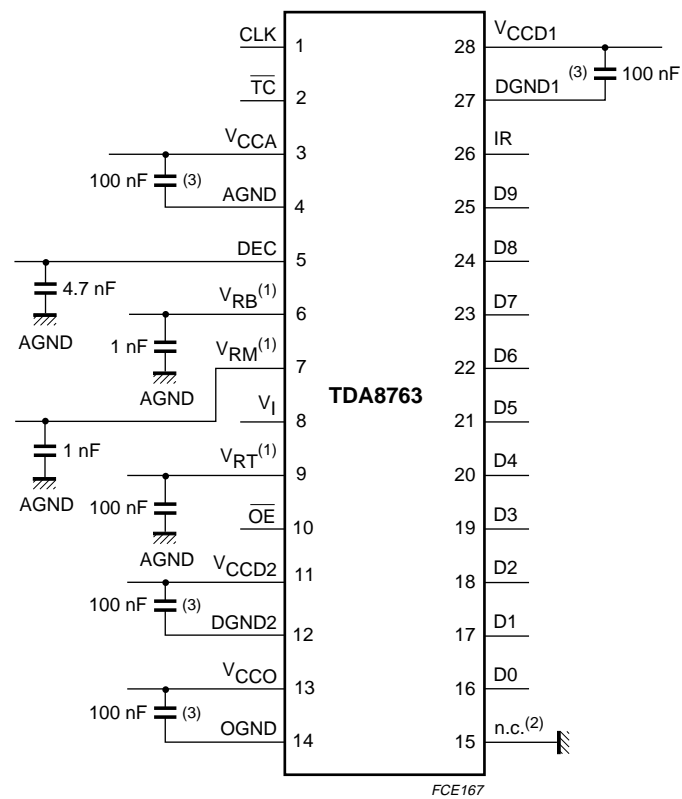 CLK 1
TC 2
VCCA 3
100 nF (3)
AGND 4
DEC 5
4.7 nF
AGND
VRB(1) 6
1 nF
AGND
VRM(1) 7
1 nF
AGND
VI 8
VRT(1) 9
100 nF
AGND
OE 10
VCCD2 11
100 nF (3)
DGND2 12
VCCO 13
100 nF (3)
OGND 14
TDA8763
28 VCCD1
(3) 100 nF
27 DGND1
26 IR
25 D9
24 D8
23 D7
22 D6
21 D5
20 D4
19 D3
18 D2
17 D1
16 D0
15 n.c.(2)
FCE167